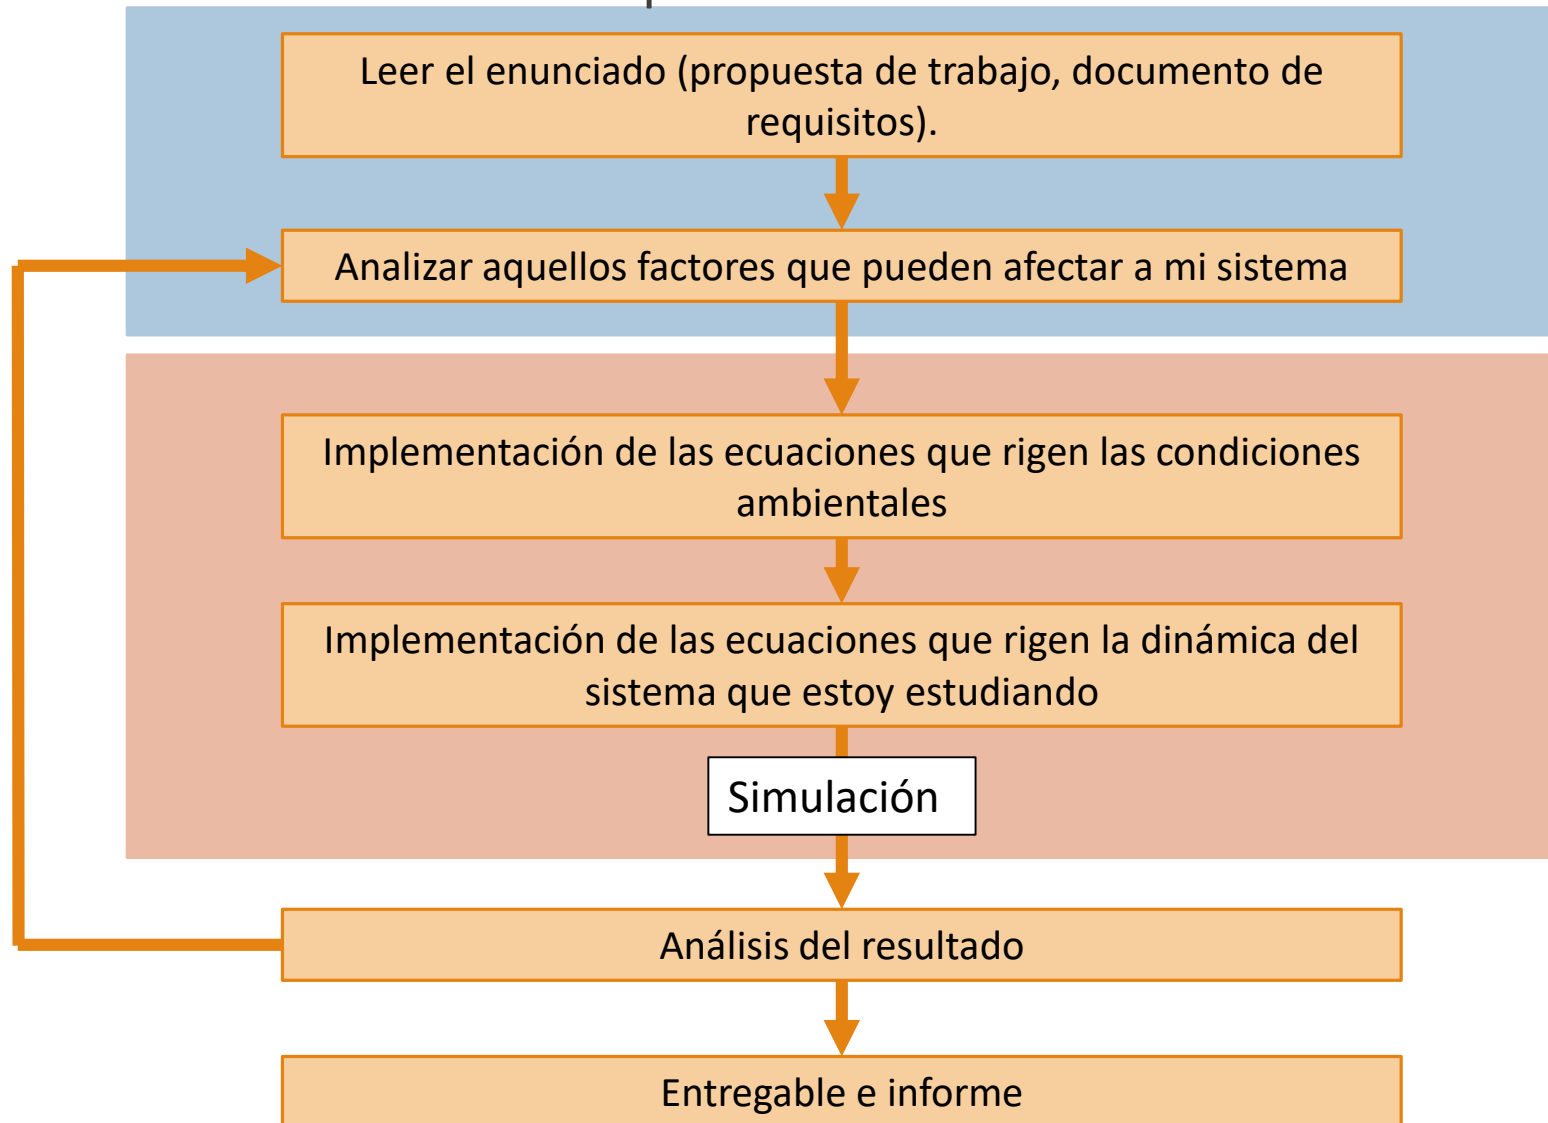 Leer el enunciado (propuesta de trabajo, documento de
requisitos).
Analizar aquellos factores que pueden afectar a mi sistema
Implementación de las ecuaciones que rigen las condiciones
ambientales
Implementación de las ecuaciones que rigen la dinámica del
sistema que estoy estudiando
Simulación
Análisis del resultado
Entregable e informe